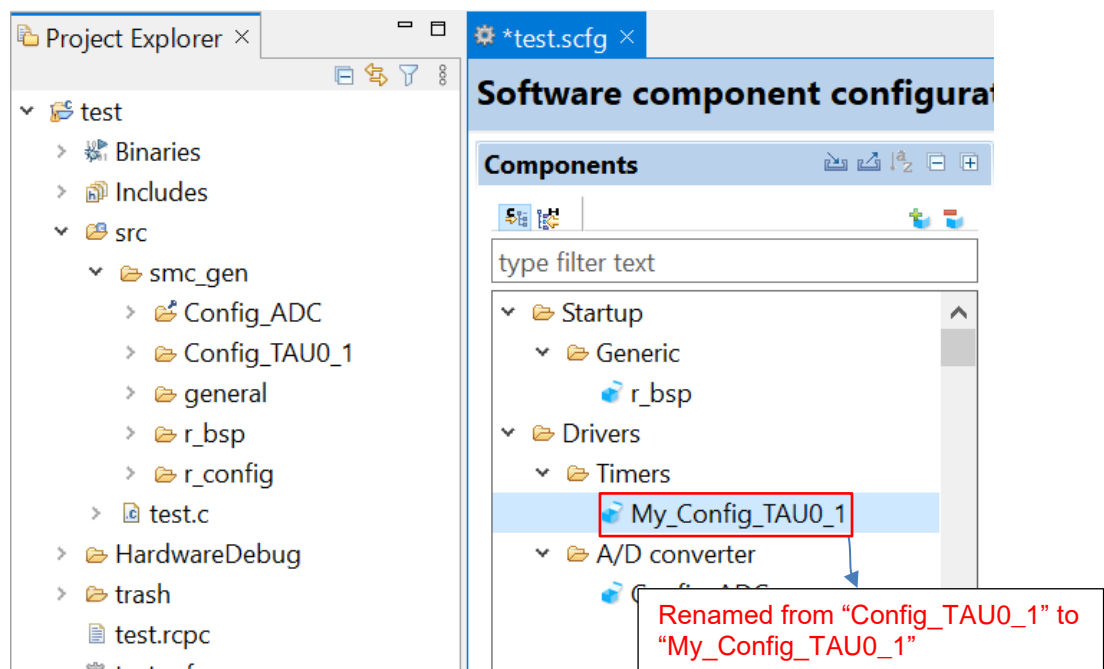 Project Explorer
test
Binaries
Includes
src
smc_gen
Config_ADC
Config_TAU0_1
general
r_bsp
r_config
test.c
HardwareDebug
trash
test.rcpc
*test.scfg
Software component configura
Components
type filter text
Startup
Generic
r_bsp
Drivers
Timers
My_Config_TAU0_1
A/D converter
Renamed from “Config_TAU0_1” to
“My_Config_TAU0_1”